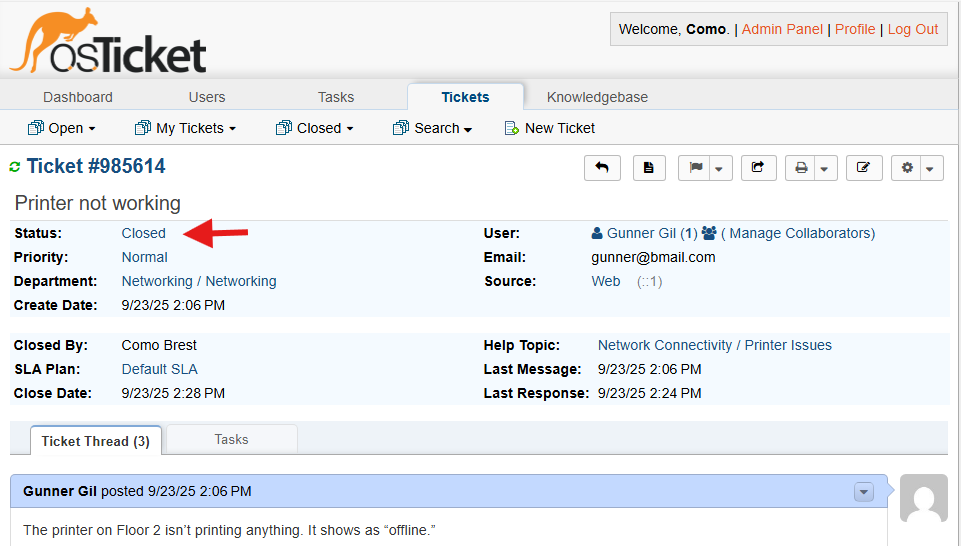 osTicket
Welcome, Como. | Admin Panel | Profile | Log Out
Dashboard Users Tasks Tickets Knowledgebase
Open My Tickets Closed Search New Ticket
Ticket #985614
Printer not working
Status: Closed User: Gunner Gil (1) ( Manage Collaborators)
Priority: Normal Email: gunner@bmail.com
Department: Networking / Networking Source: Web (::1)
Create Date: 9/23/25 2:06 PM
Closed By: Como Brest Help Topic: Network Connectivity / Printer Issues
SLA Plan: Default SLA Last Message: 9/23/25 2:06 PM
Close Date: 9/23/25 2:28 PM Last Response: 9/23/25 2:24 PM
Ticket Thread (3) Tasks
Gunner Gil posted 9/23/25 2:06 PM
The printer on Floor 2 isn’t printing anything. It shows as “offline.”